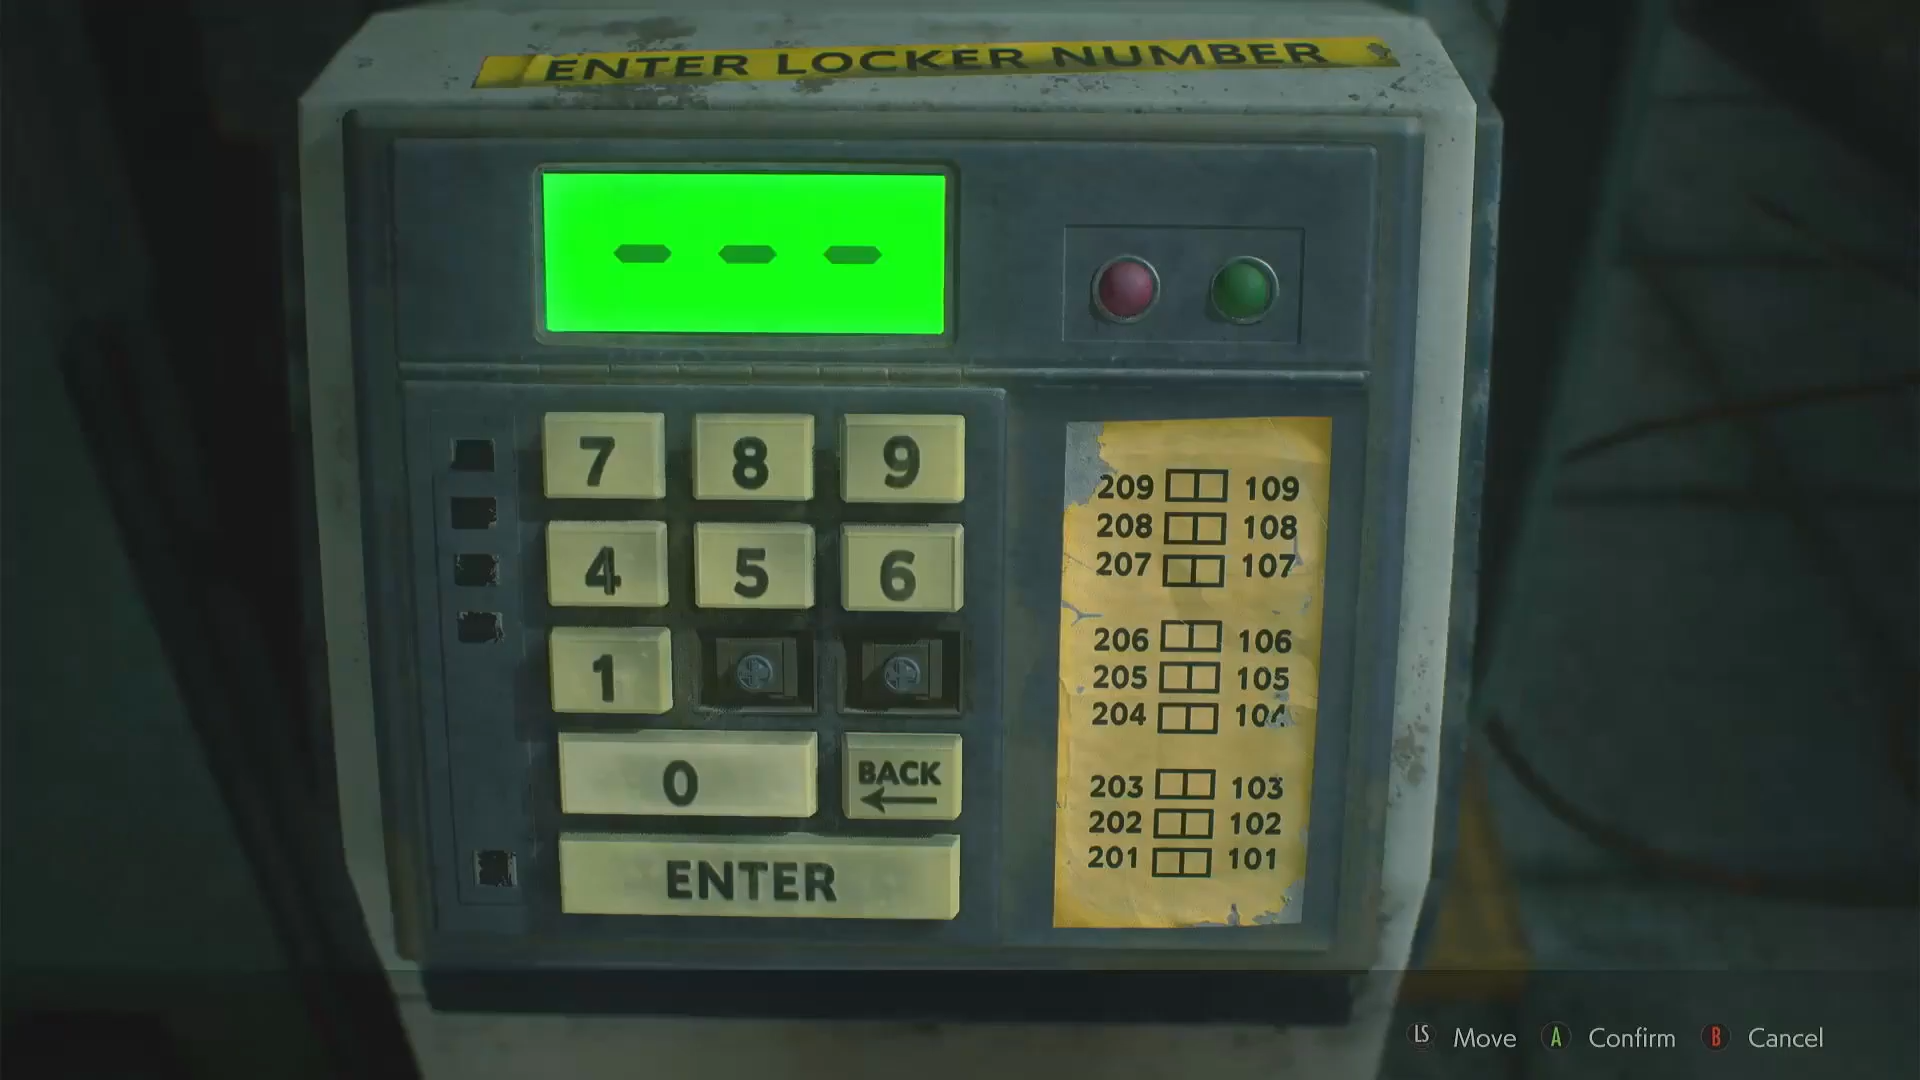 ENTER LOCKER NUMBER
7 8 9
4 5 6
1
0 BACK
ENTER
209 109
208 108
207 107
206 106
205 105
204 104
203 103
202 102
201 101
LS Move A Confirm B Cancel